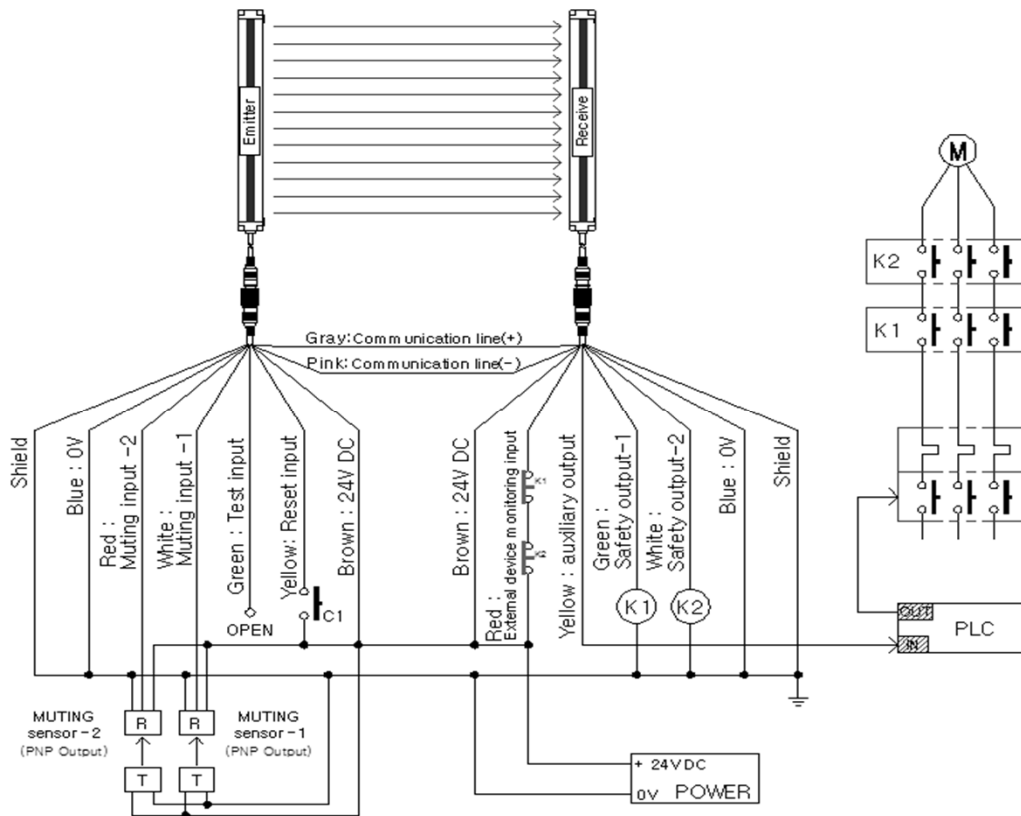 Emitter
Receive
M
K2
K1
Gray:Communication line(+)
Pink:Communication line(-)
Shield
Blue : 0V
Red :
Muting input -2
White :
Muting input -1
Green : Test input
Yellow: Reset input
Brown : 24V DC
Brown : 24V DC
Red :
External device mnitoring input
K1
Yellow : auxiliary output
Green :
Safety output-1
White :
Safety output-2
Blue : 0V
Shield
OPEN
C1
K1
K2
OUT
IN
PLC
MUTING
sensor-2
(PNP Output)
R
R
MUTING
sensor-1
(PNP Output)
T
T
+ 24VDC
0V POWER